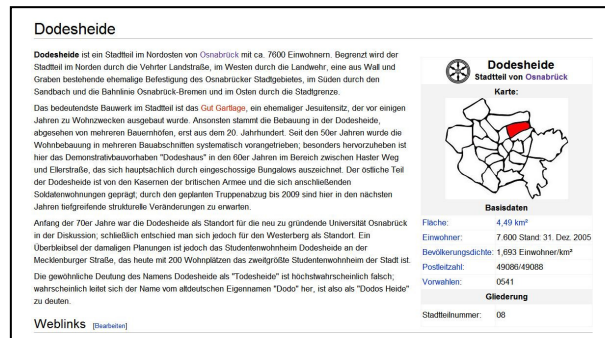 Dodesheide
Dodesheide ist ein Stadtteil im Nordosten von Osnabrück mit ca. 7600 Einwohnern. Begrenzt wird der
Stadtteil im Norden durch die Vehrter Landstraße, im Westen durch die Landwehr, eine aus Wall und
Graben bestehende ehemalige Befestigung des Osnabrücker Stadtgebietes, im Süden durch den
Sandbach und die Bahnlinie Osnabrück-Bremen und im Osten durch die Stadtgrenze.
Das bedeutendste Bauwerk im Stadtteil ist das Gut Gartlage, ein ehemaliger Jesuitensitz, der vor einigen
Jahren zu Wohnzwecken ausgebaut wurde. Ansonsten stammt die Bebauung in der Dodesheide,
abgesehen von mehreren Bauernhöfen, erst aus dem 20. Jahrhundert. Seit den 50er Jahren wurde die
Wohnbebauung in mehreren Bauabschnitten systematisch vorangetrieben; besonders hervorzuheben ist
hier das Demonstrativbauvorhaben "Dodeshaus" in den 60er Jahren im Bereich zwischen Haster Weg
und Ellerstraße, das sich hauptsächlich durch eingeschossige Bungalows auszeichnet. Der östliche Teil
der Dodesheide ist von den Kasernen der britischen Armee und die sich anschließenden
Soldatenwohnungen geprägt; durch den geplanten Truppenabzug bis 2009 sind hier in den nächsten
Jahren tiefgreifende strukturelle Veränderungen zu erwarten.
Anfang der 70er Jahre war die Dodesheide als Standort für die neu zu gründende Universität Osnabrück
in der Diskussion; schließlich entschied man sich jedoch für den Westerberg als Standort. Ein
Überbleibsel der damaligen Planungen ist jedoch das Studentenwohnheim Dodesheide an der
Mecklenburger Straße, das heute mit 200 Wohnplätzen das zweitgrößte Studentenwohnheim der Stadt ist.
Die gewöhnliche Deutung des Namens Dodesheide als "Todesheide" ist höchstwahrscheinlich falsch;
wahrscheinlich leitet sich der Name vom altdeutschen Eigennamen "Dodo" her, ist also als "Dodos Heide"
zu deuten.
Weblinks [Bearbeiten]
Dodesheide
Stadtteil von Osnabrück
Karte:
Basisdaten
Fläche: 4,49 km²
Einwohner: 7.600 Stand: 31. Dez. 2005
Bevölkerungsdichte: 1,693 Einwohner/km²
Postleitzahl: 49086/49088
Vorwahlen: 0541
Gliederung
Stadtteilnummer: 08